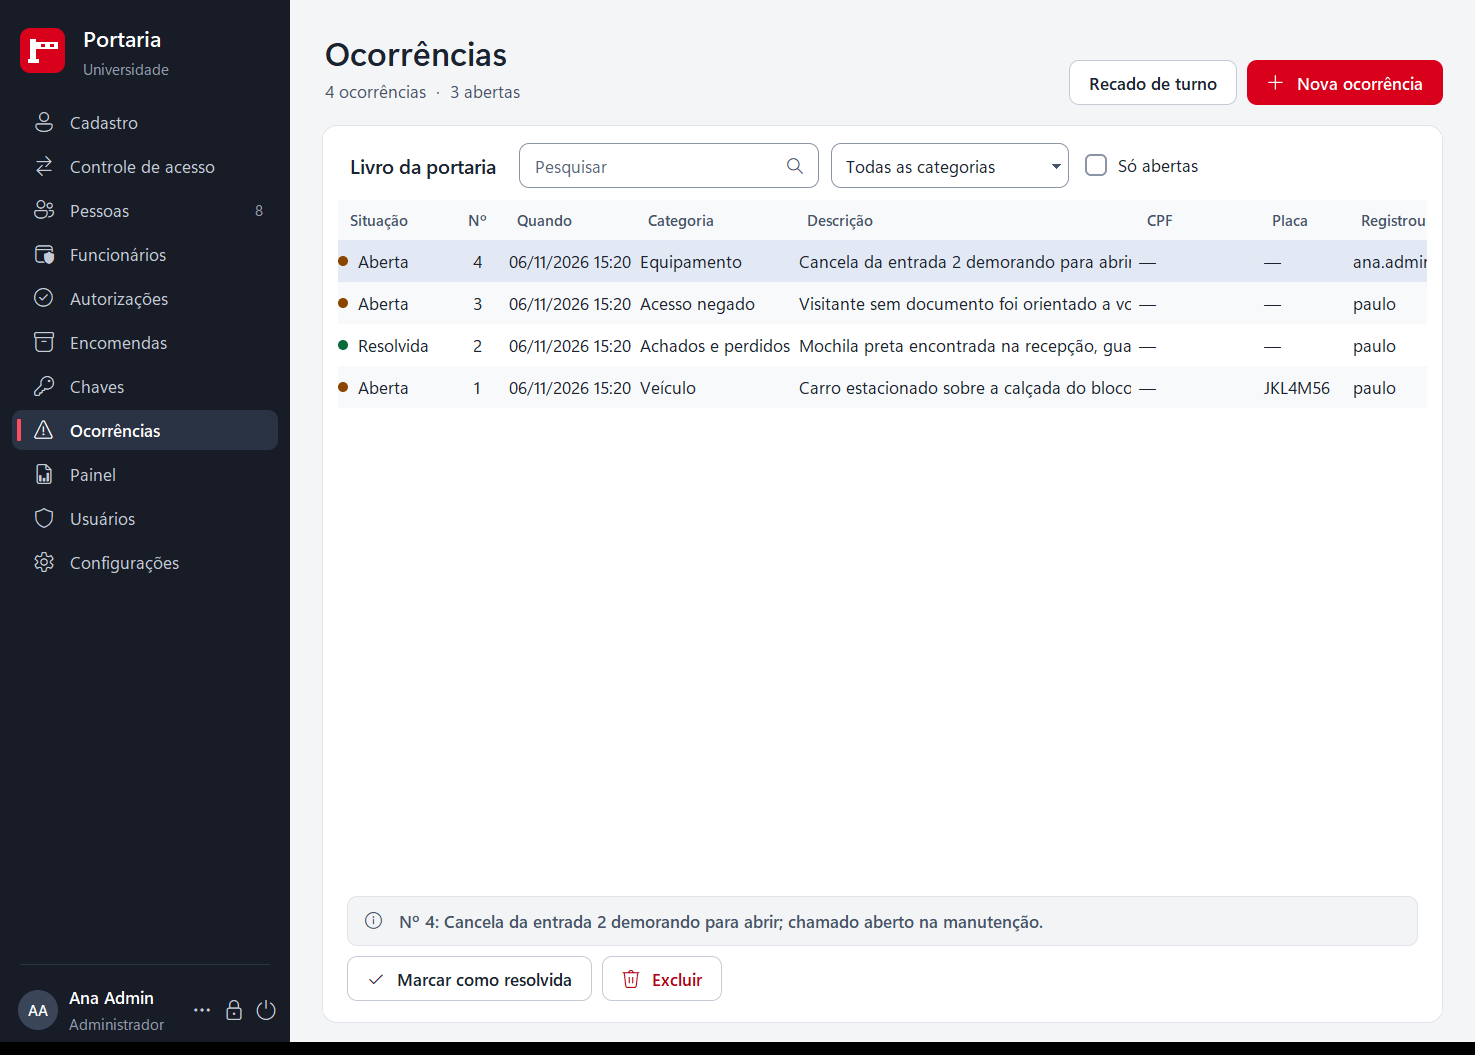 Portaria
Universidade
Cadastro
Controle de acesso
Pessoas 8
Funcionários
Autorizações
Encomendas
Chaves
Ocorrências
Painel
Usuários
Configurações
AA
Ana Admin
Administrador
Ocorrências
4 ocorrências · 3 abertas
Recado de turno
Nova ocorrência
Livro da portaria
Pesquisar
Todas as categorias
Só abertas
Situação Nº Quando Categoria Descrição CPF Placa Registrou
Aberta 4 06/11/2026 15:20 Equipamento Cancela da entrada 2 demorando para abrir — — ana.admin
Aberta 3 06/11/2026 15:20 Acesso negado Visitante sem documento foi orientado a vo — — paulo
Resolvida 2 06/11/2026 15:20 Achados e perdidos Mochila preta encontrada na recepção, gua — — paulo
Aberta 1 06/11/2026 15:20 Veículo Carro estacionado sobre a calçada do bloco — JKL4M56 paulo
Nº 4: Cancela da entrada 2 demorando para abrir; chamado aberto na manutenção.
Marcar como resolvida
Excluir